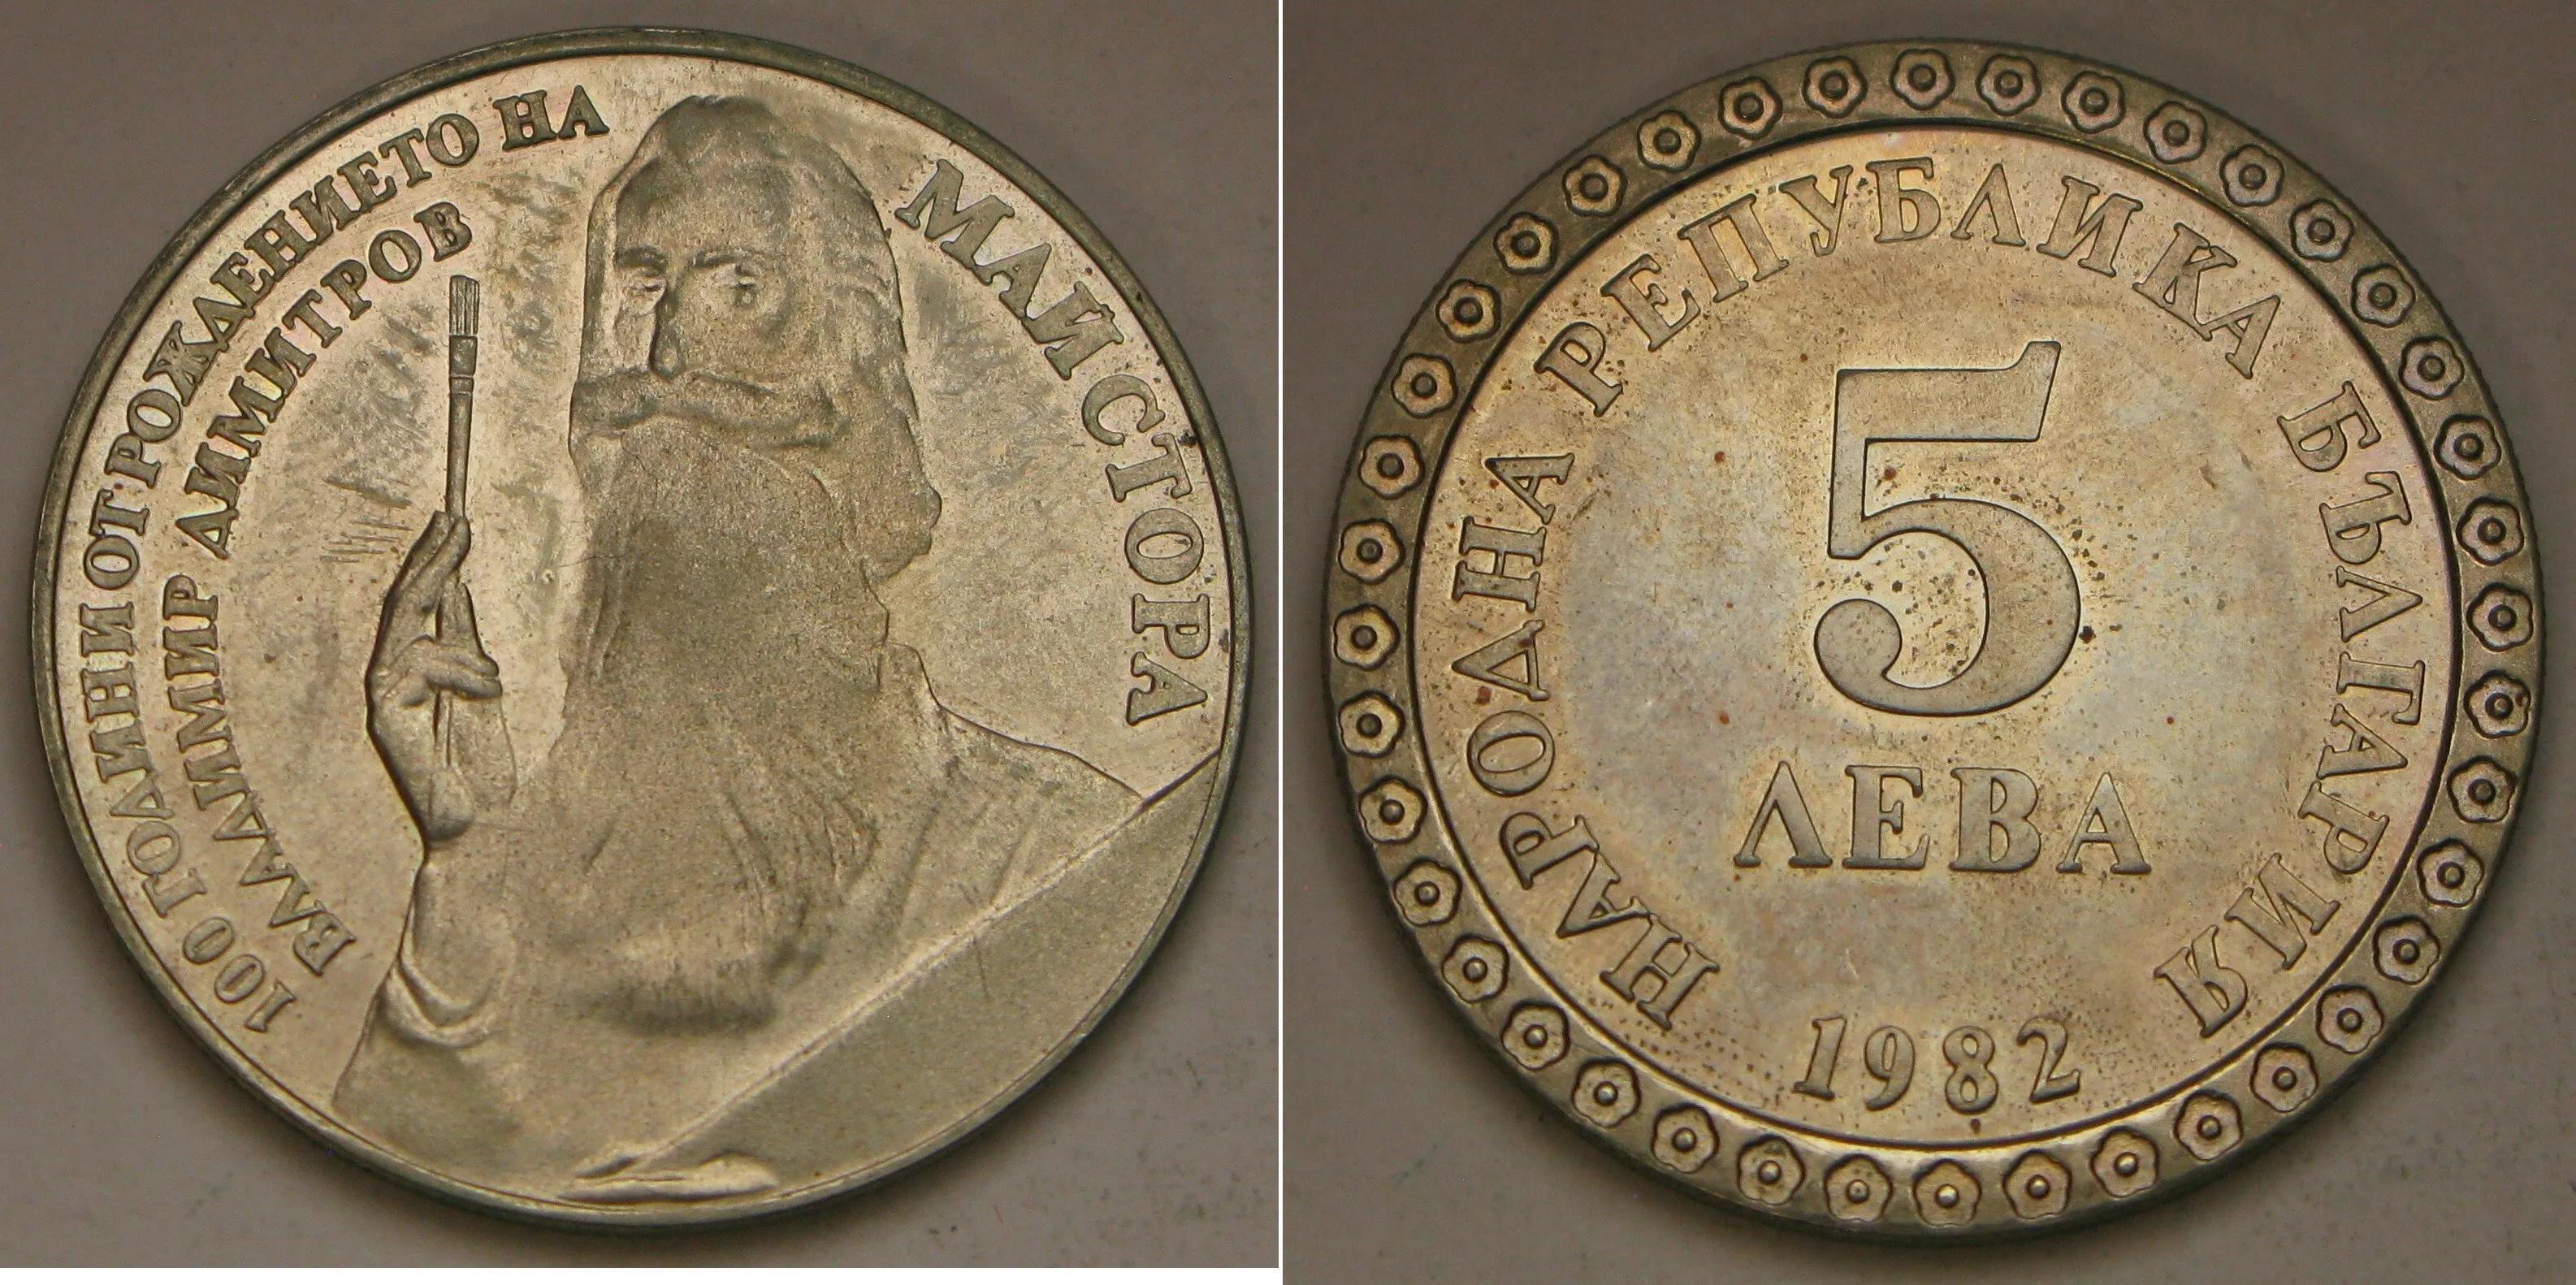 100 ГОДИНИ ОТ РОЖДЕНИЕТО НА
ВЛАДИМИР ДИМИТРОВ
МАЙСТОРА
НАРОДНА РЕПУБЛИКА БЪЛГАРИЯ
5
ЛЕВА
1982